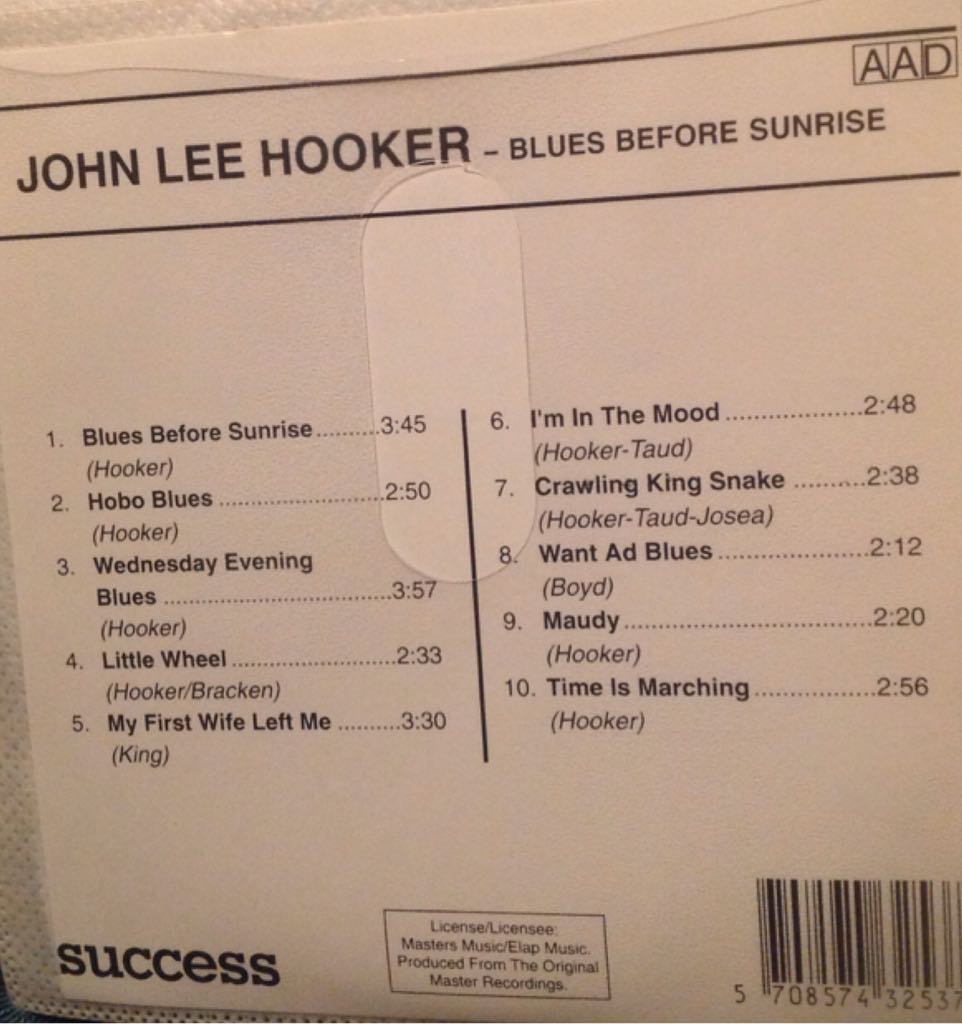 AAD
JOHN LEE HOOKER – BLUES BEFORE SUNRISE
1. Blues Before Sunrise.........3:45
(Hooker)
2. Hobo Blues .......................2:50
(Hooker)
3. Wednesday Evening
Blues ................................3:57
(Hooker)
4. Little Wheel.......................2:33
(Hooker/Bracken)
5. My First Wife Left Me .........3:30
(King)
6. I'm In The Mood ...................2:48
(Hooker-Taud)
7. Crawling King Snake ..........2:38
(Hooker-Taud-Josea)
8. Want Ad Blues .....................2:12
(Boyd)
9. Maudy...................................2:20
(Hooker)
10. Time Is Marching.................2:56
(Hooker)
success
License/Licensee:
Masters Music/Elap Music.
Produced From The Original
Master Recordings.
5 708574 32537